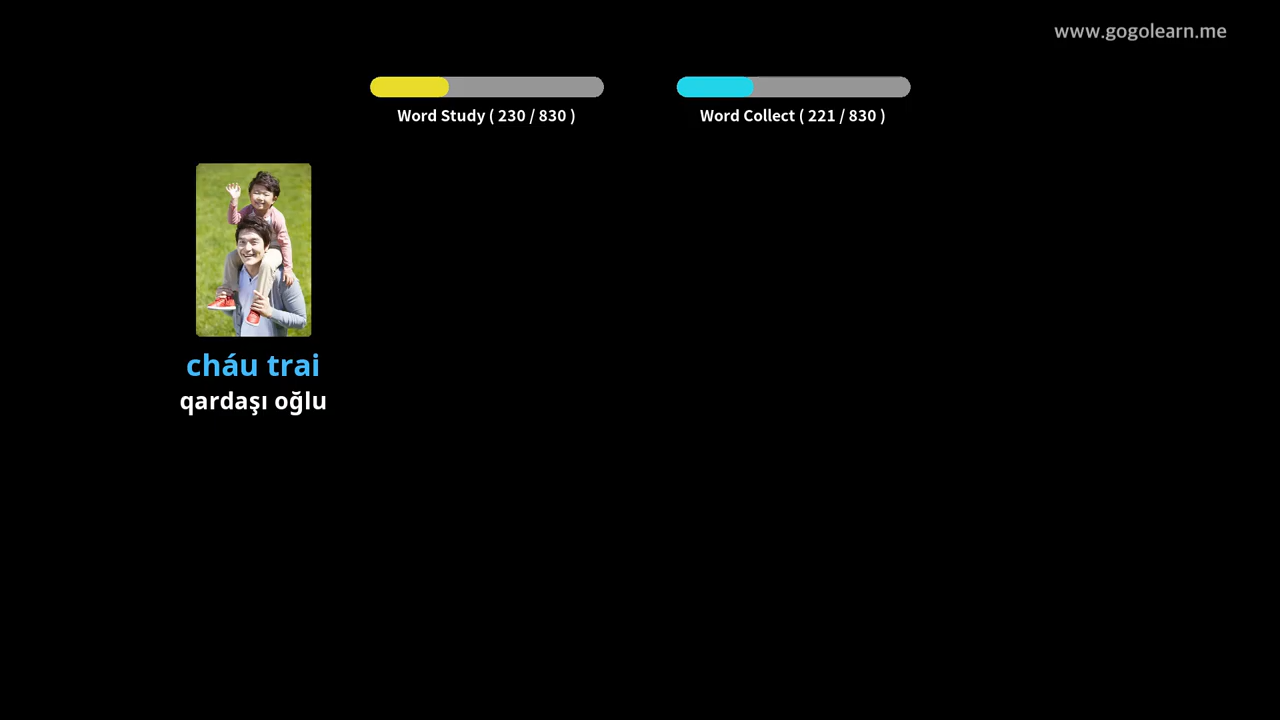 www.gogolearn.me
Word Study ( 230 / 830 )
Word Collect ( 221 / 830 )
cháu trai
qardaşı oğlu